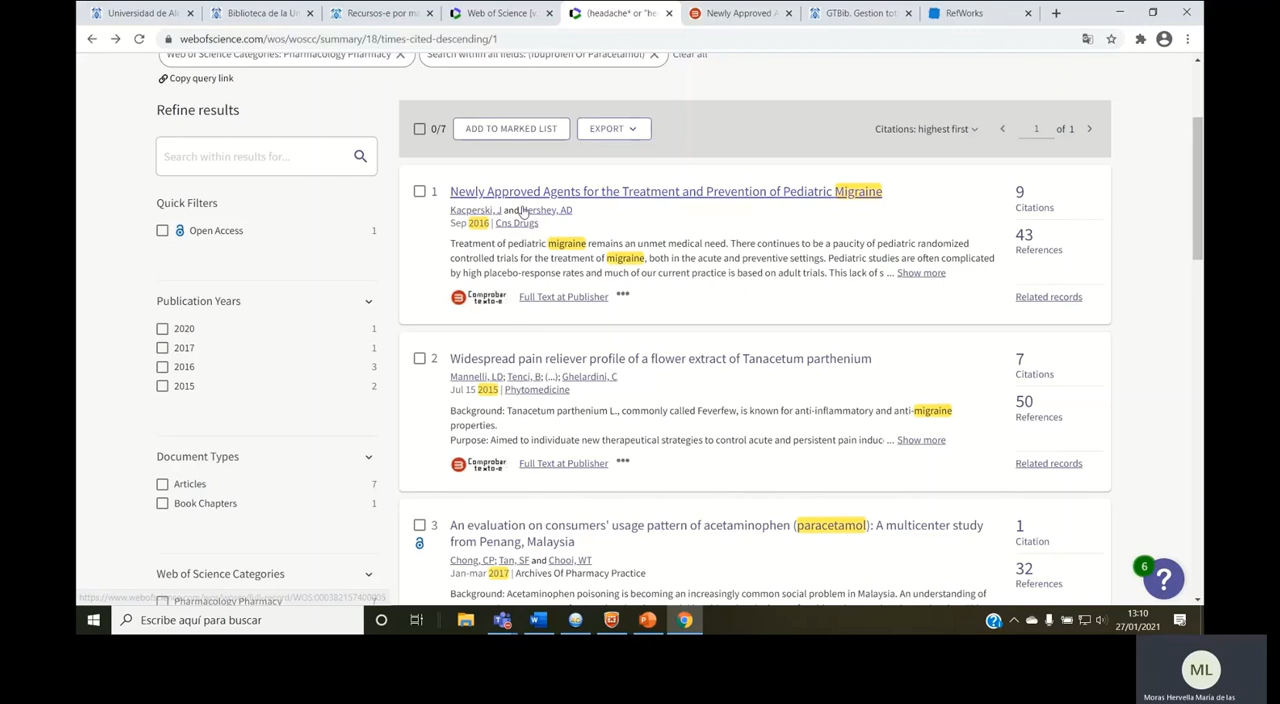 Universidad de Ali
Biblioteca de la Un
Recursos-e por ma
Web of Science [v.
(headache* or "he
Newly Approved A
GTBib. Gestion tot
RefWorks
webofscience.com/wos/woscc/summary/18/times-cited-descending/1
Web of Science Categories: Pharmacology Pharmacy
Search within all fields: (Ibuprofen Or Paracetamol)
Clear all
Copy query link
Refine results
Search within results for...
Quick Filters
Open Access 1
Publication Years
2020 1
2017 1
2016 3
2015 2
Document Types
Articles 7
Book Chapters 1
Web of Science Categories
Pharmacology Pharmacy
0/7 ADD TO MARKED LIST EXPORT Citations: highest first 1 of 1
1 Newly Approved Agents for the Treatment and Prevention of Pediatric Migraine
Kacperski, J and Hershey, AD
Sep 2016 | Cns Drugs
Treatment of pediatric migraine remains an unmet medical need. There continues to be a paucity of pediatric randomized
controlled trials for the treatment of migraine, both in the acute and preventive settings. Pediatric studies are often complicated
by high placebo-response rates and much of our current practice is based on adult trials. This lack of s ... Show more
Comprobar texto-e Full Text at Publisher •••
9
Citations
43
References
Related records
2 Widespread pain reliever profile of a flower extract of Tanacetum parthenium
Mannelli, LD; Tenci, B; (...); Ghelardini, C
Jul 15 2015 | Phytomedicine
Background: Tanacetum parthenium L., commonly called Feverfew, is known for anti-inflammatory and anti-migraine
properties.
Purpose: Aimed to individuate new therapeutical strategies to control acute and persistent pain induc ... Show more
Comprobar texto-e Full Text at Publisher •••
7
Citations
50
References
Related records
3 An evaluation on consumers' usage pattern of acetaminophen (paracetamol): A multicenter study
from Penang, Malaysia
Chong, CP; Tan, SF and Chooi, WT
Jan-mar 2017 | Archives Of Pharmacy Practice
Background: Acetaminophen poisoning is becoming an increasingly common social problem in Malaysia. An understanding of
1
Citation
32
References
6
?
Escribe aquí para buscar
13:10
27/01/2021
ML
Moras Hervella Maria de las